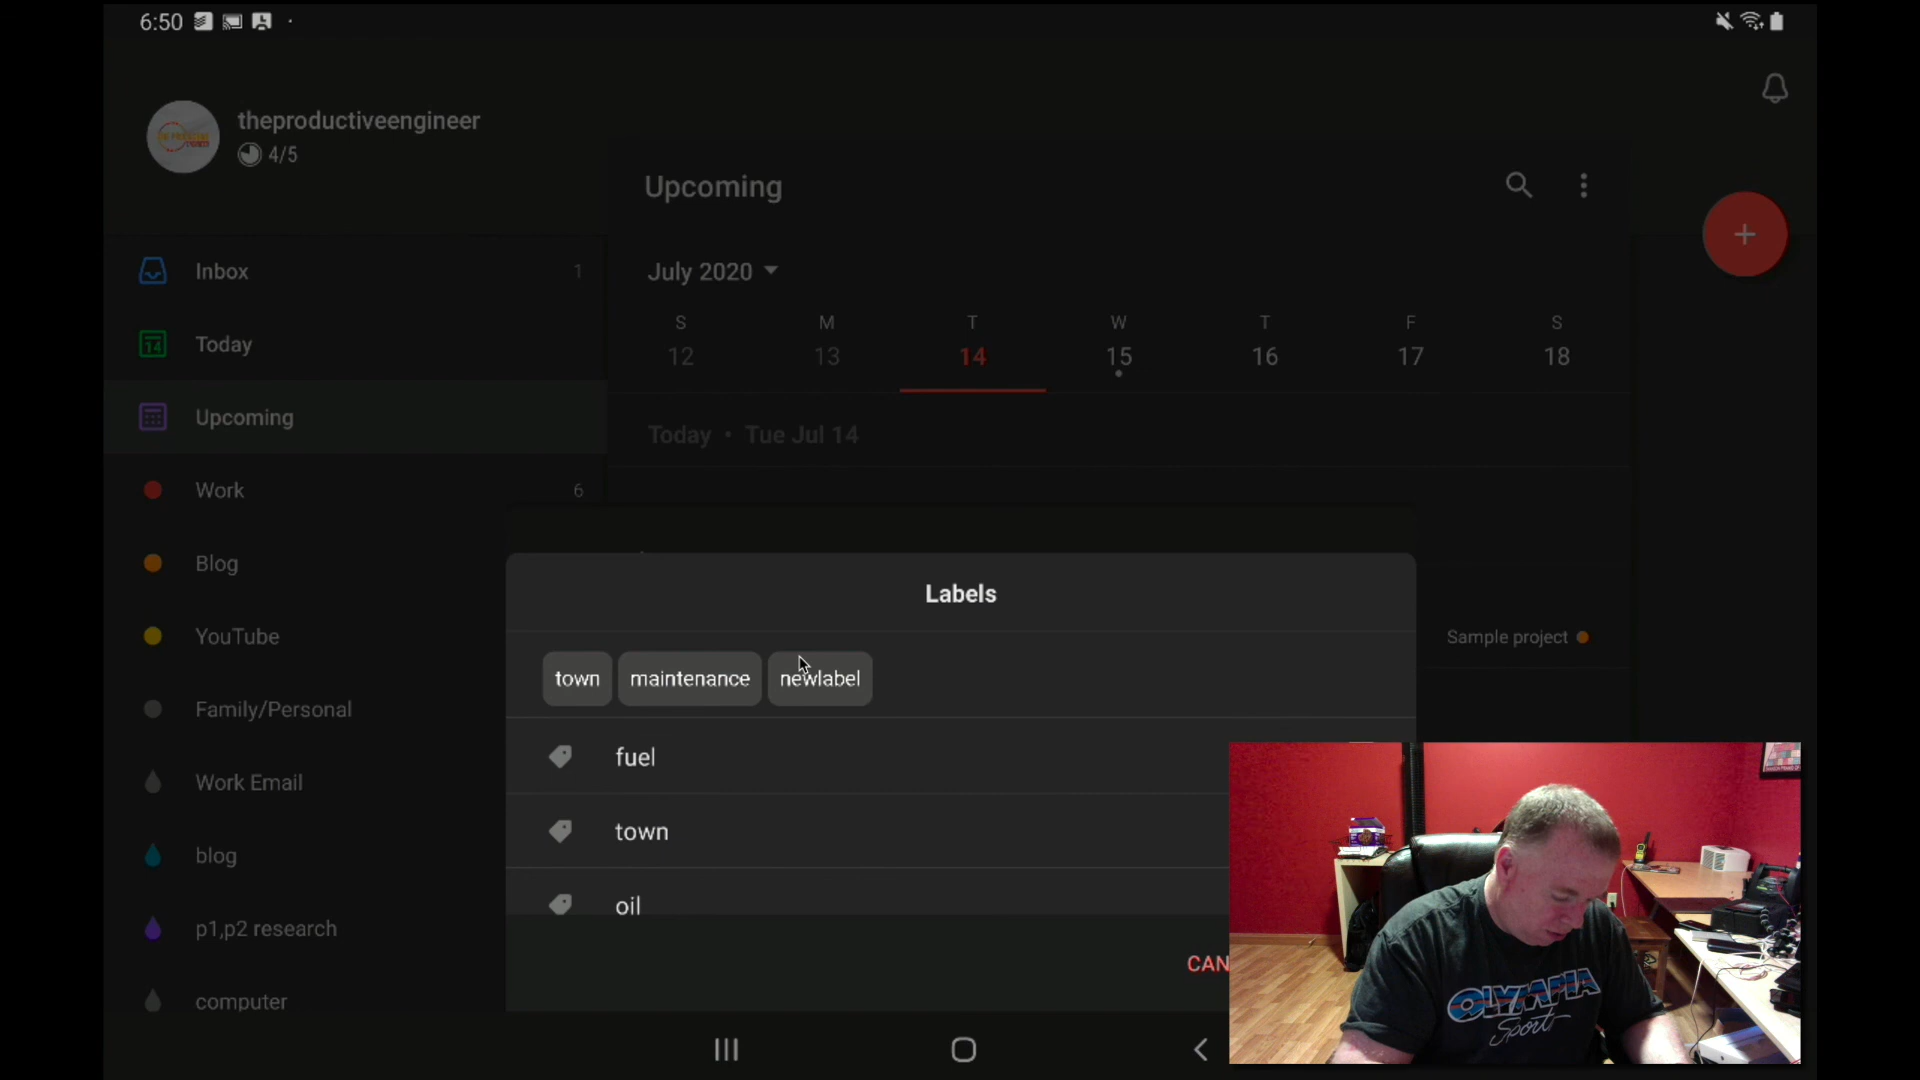 6:50
theproductiveengineer
4/5
Upcoming
July 2020
S M T W T F S
12 13 14 15 16 17 18
Today • Tue Jul 14
Inbox 1
14 Today
Upcoming
Work 6
Blog
YouTube
Family/Personal
Work Email
blog
p1,p2 research
computer
Sample project
Labels
town maintenance newlabel
fuel
town
oil
CAN
OLYMPIA
Sport